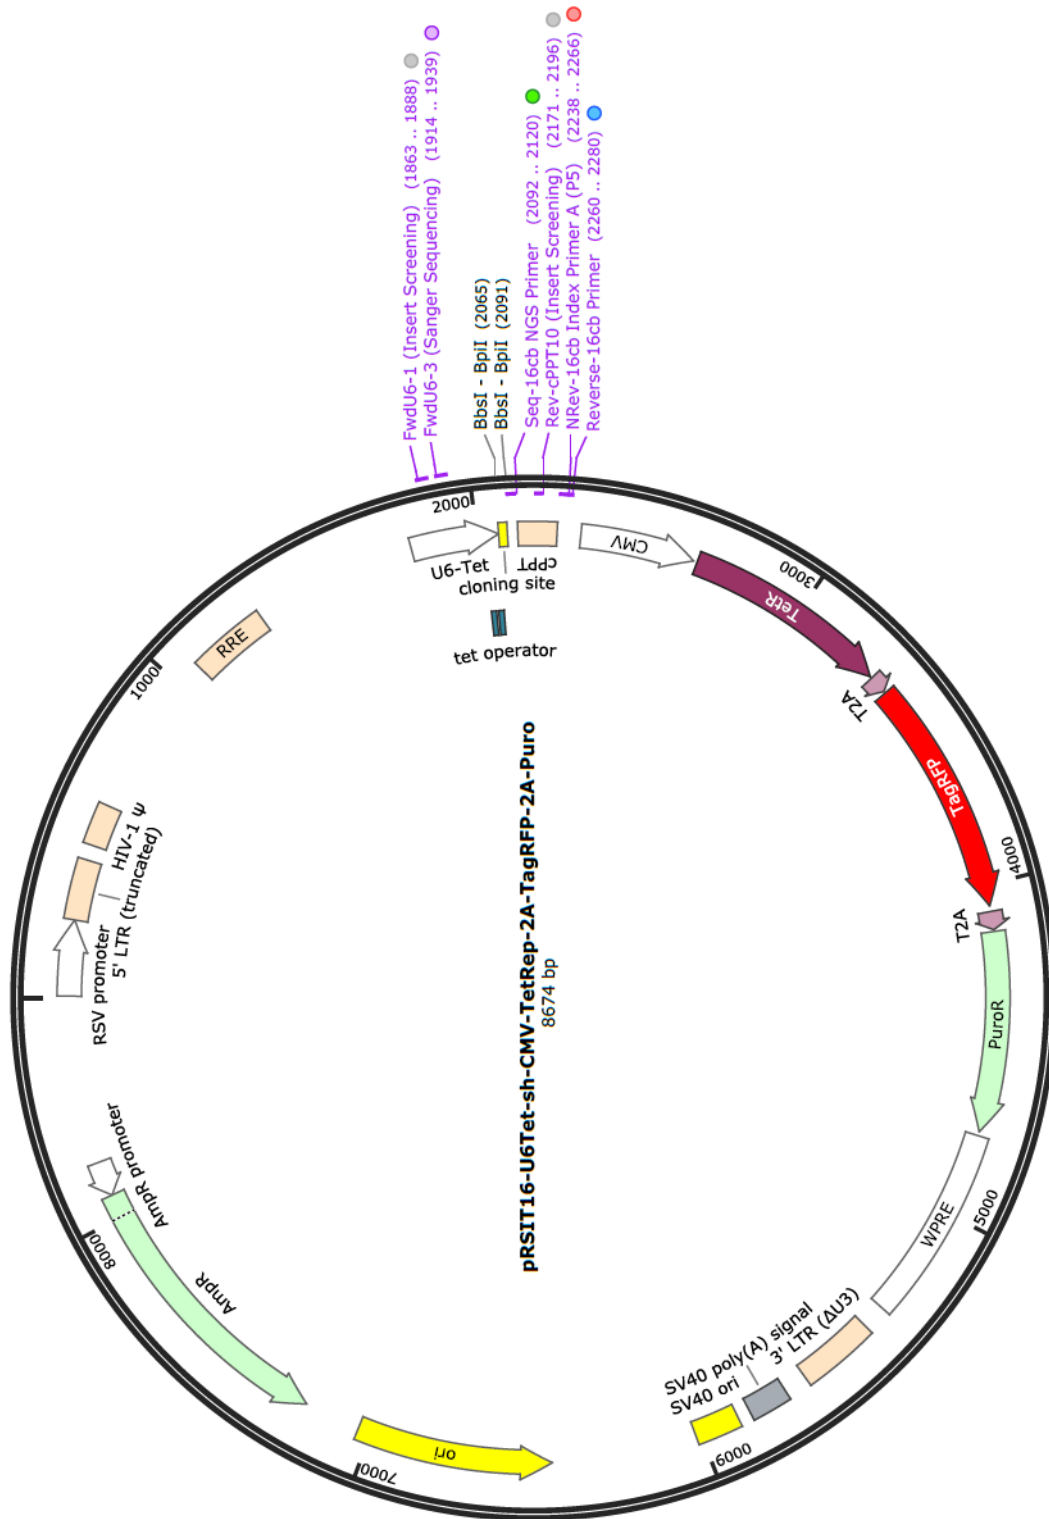 FwdU6-1 (Insert Screening) (1863 .. 1888)
FwdU6-3 (Sanger Sequencing) (1914 .. 1939)
BbsI - BpiI (2065)
BbsI - BpiI (2091)
Seq-16cb NGS Primer (2092 .. 2120)
Rev-cPPT10 (Insert Screening) (2171 .. 2196)
NRev-16cb Index Primer A (P5) (2238 .. 2266)
Reverse-16cb Primer (2260 .. 2280)
2000
U6-Tet
cloning site
cPPT
tet operator
CMV
TetR
3000
T2A
TagRFP
4000
T2A
PuroR
5000
WPRE
3' LTR (ΔU3)
SV40 poly(A) signal
SV40 ori
6000
ori
7000
AmpR
8000
AmpR promoter
RSV promoter
5' LTR (truncated)
HIV-1 ψ
1000
RRE
pRSIT16-U6Tet-sh-CMV-TetRep-2A-TagRFP-2A-Puro
8674 bp